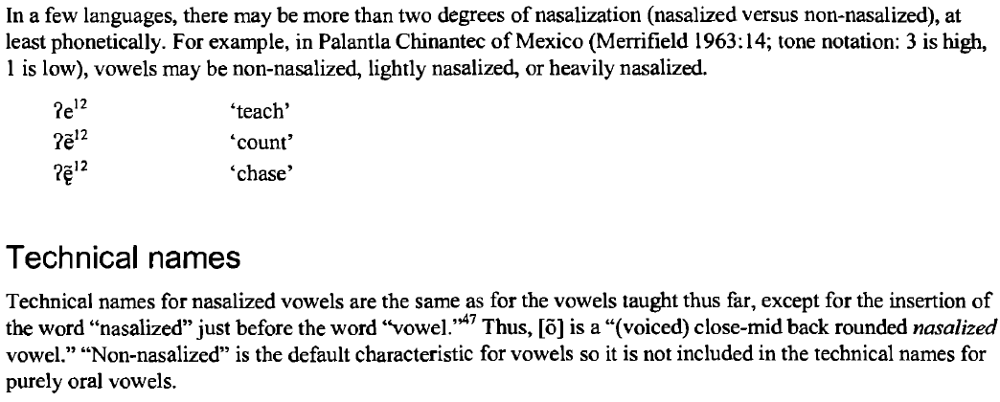 In a few languages, there may be more than two degrees of nasalization (nasalized versus non-nasalized), at
least phonetically. For example, in Palantla Chinantec of Mexico (Merrifield 1963:14; tone notation: 3 is high,
1 is low), vowels may be non-nasalized, lightly nasalized, or heavily nasalized.
ʔe¹² ‘teach’
ʔẽ¹² ‘count’
ʔę̃¹² ‘chase’
Technical names
Technical names for nasalized vowels are the same as for the vowels taught thus far, except for the insertion of
the word “nasalized” just before the word “vowel.”⁴⁷ Thus, [õ] is a “(voiced) close-mid back rounded nasalized
vowel.” “Non-nasalized” is the default characteristic for vowels so it is not included in the technical names for
purely oral vowels.